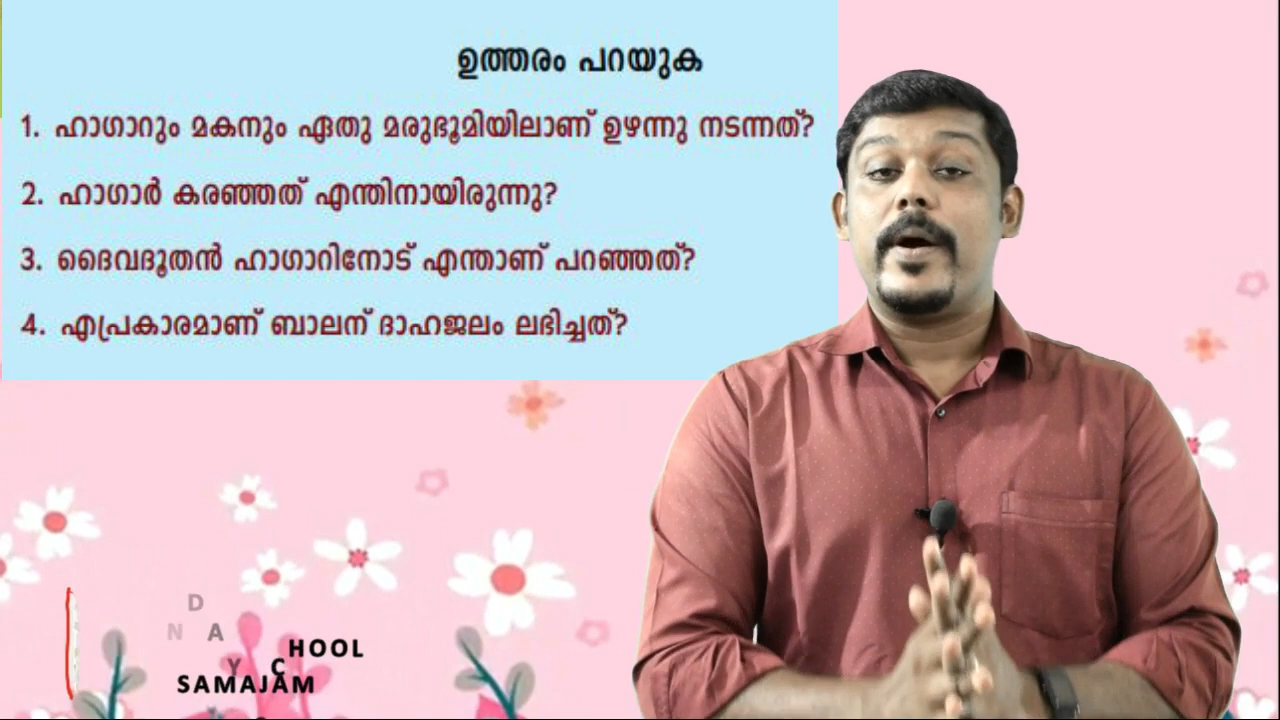 ഉത്തരം പറയുക
1. ഹാഗാറും മകനും ഏതു മരുഭൂമിയിലാണ് ഉഴന്നു നടന്നത്?
2. ഹാഗാർ കരഞ്ഞത് എന്തിനായിരുന്നു?
3. ദൈവദൂതൻ ഹാഗാറിനോട് എന്താണ് പറഞ്ഞത്?
4. എപ്രകാരമാണ് ബാലന് ദാഹജലം ലഭിച്ചത്?
D
N A HOOL
Y C
SAMAJAM